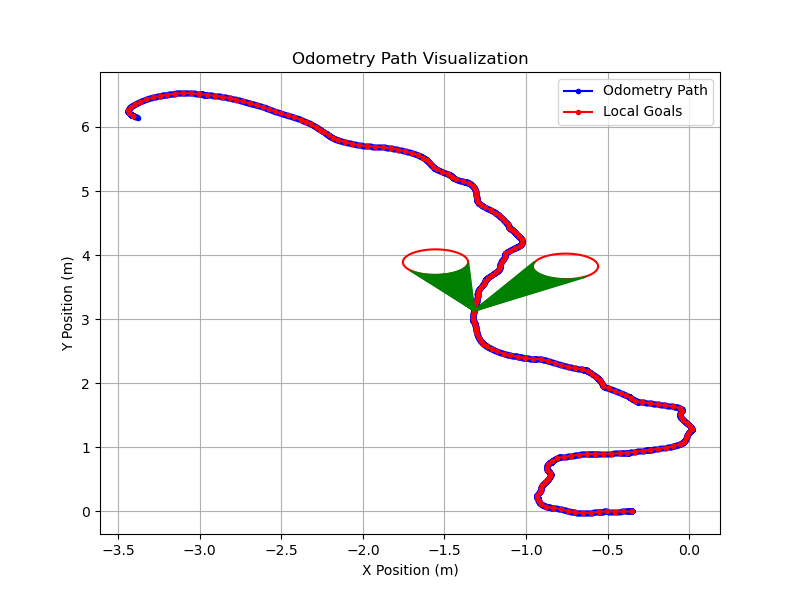 Odometry Path Visualization
Odometry Path
Local Goals
Y Position (m)
6
5
4
3
2
1
0
−3.5 −3.0 −2.5 −2.0 −1.5 −1.0 −0.5 0.0
X Position (m)